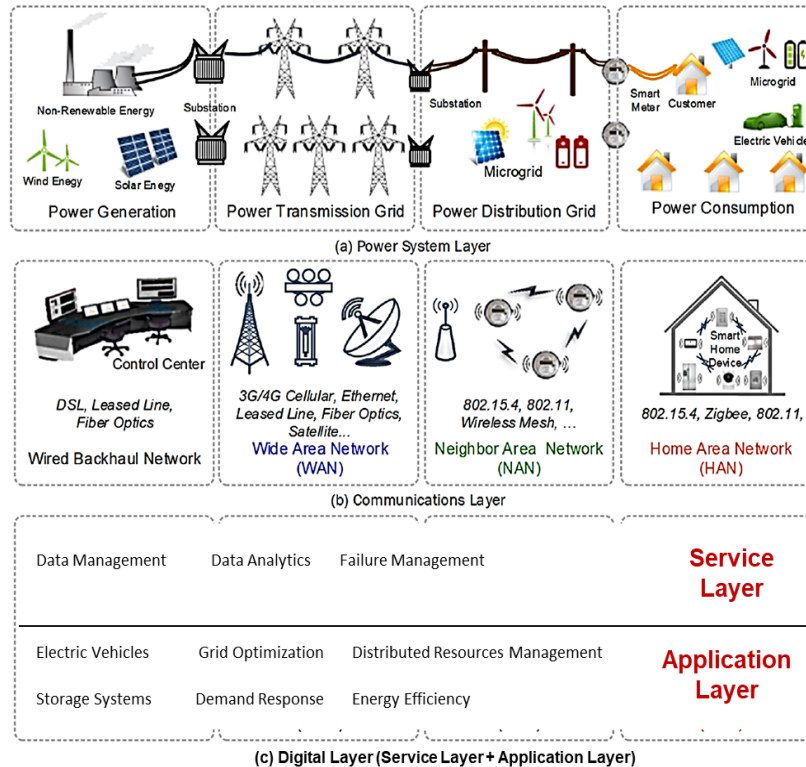 Non-Renewable Energy
Substation
Wind Enegy
Solar Enegy
Power Generation
Power Transmission Grid
Substation
Microgrid
Power Distribution Grid
Smart
Meter
Customer
Microgrid
Electric Vehicle
Power Consumption
(a) Power System Layer
Control Center
DSL, Leased Line,
Fiber Optics
Wired Backhaul Network
3G/4G Cellular, Ethernet,
Leased Line, Fiber Optics,
Satellite...
Wide Area Network
(WAN)
802.15.4, 802.11,
Wireless Mesh, ...
Neighbor Area Network
(NAN)
Smart
Home
Device
802.15.4, Zigbee, 802.11,
Home Area Network
(HAN)
(b) Communications Layer
Data Management Data Analytics Failure Management
Service
Layer
Electric Vehicles Grid Optimization Distributed Resources Management
Storage Systems Demand Response Energy Efficiency
Application
Layer
(c) Digital Layer (Service Layer + Application Layer)